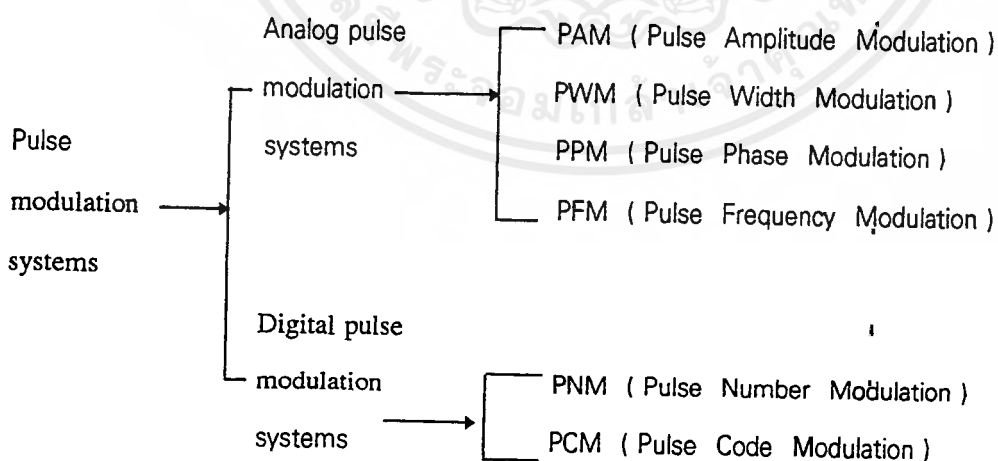 Analog pulse
modulation
systems
PAM ( Pulse Amplitude Modulation )
PWM ( Pulse Width Modulation )
PPM ( Pulse Phase Modulation )
PFM ( Pulse Frequency Modulation )
Pulse
modulation
systems
Digital pulse
modulation
systems
PNM ( Pulse Number Modulation )
PCM ( Pulse Code Modulation )